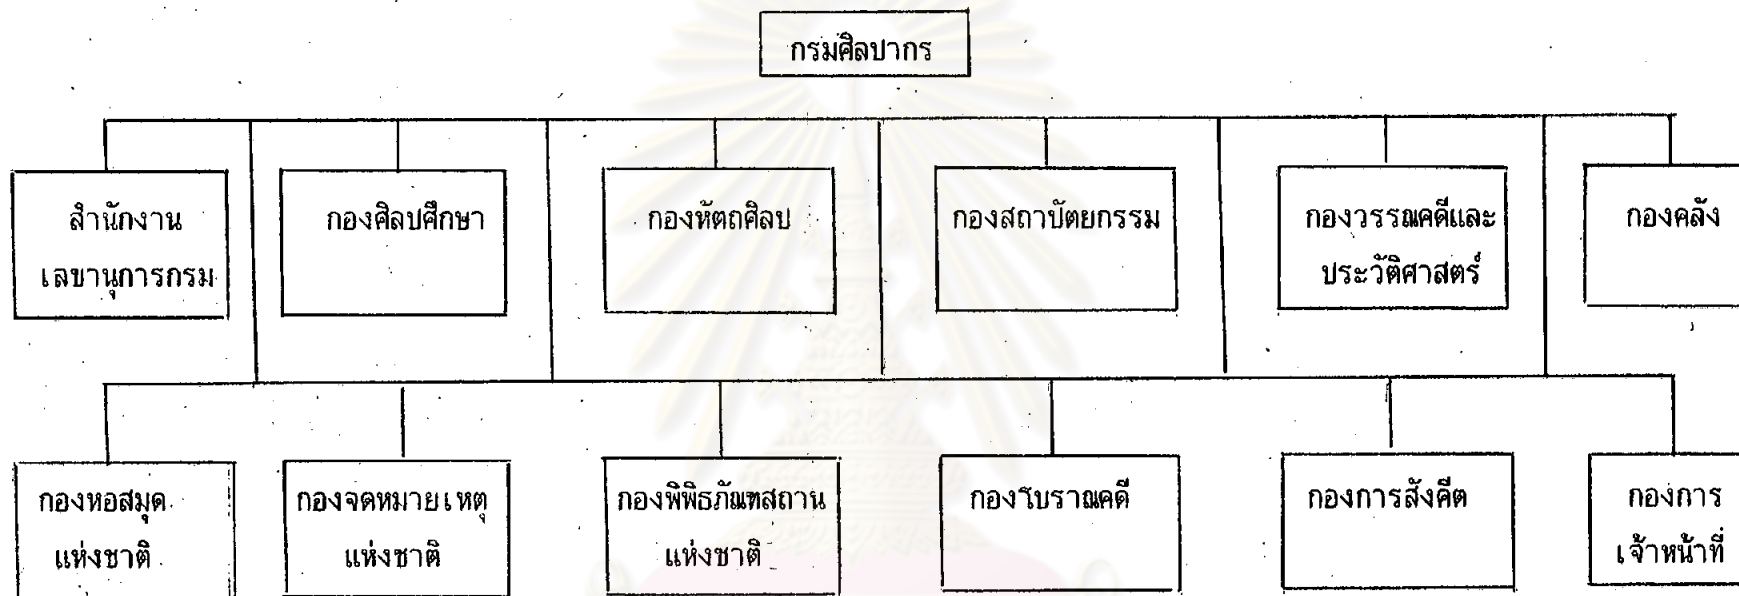 กรมศิลปากร
สำนักงาน
เลขานุการกรม
กองศิลปศึกษา
กองหัตถศิลป
กองสถาปัตยกรรม
กองวรรณคดีและ
ประวัติศาสตร์
กองคลัง
กองหอสมุด
แห่งชาติ
กองจดหมายเหตุ
แห่งชาติ
กองพิพิธภัณฑสถาน
แห่งชาติ
กองโบราณคดี
กองการสังคีต
กองการ
เจ้าหน้าที่